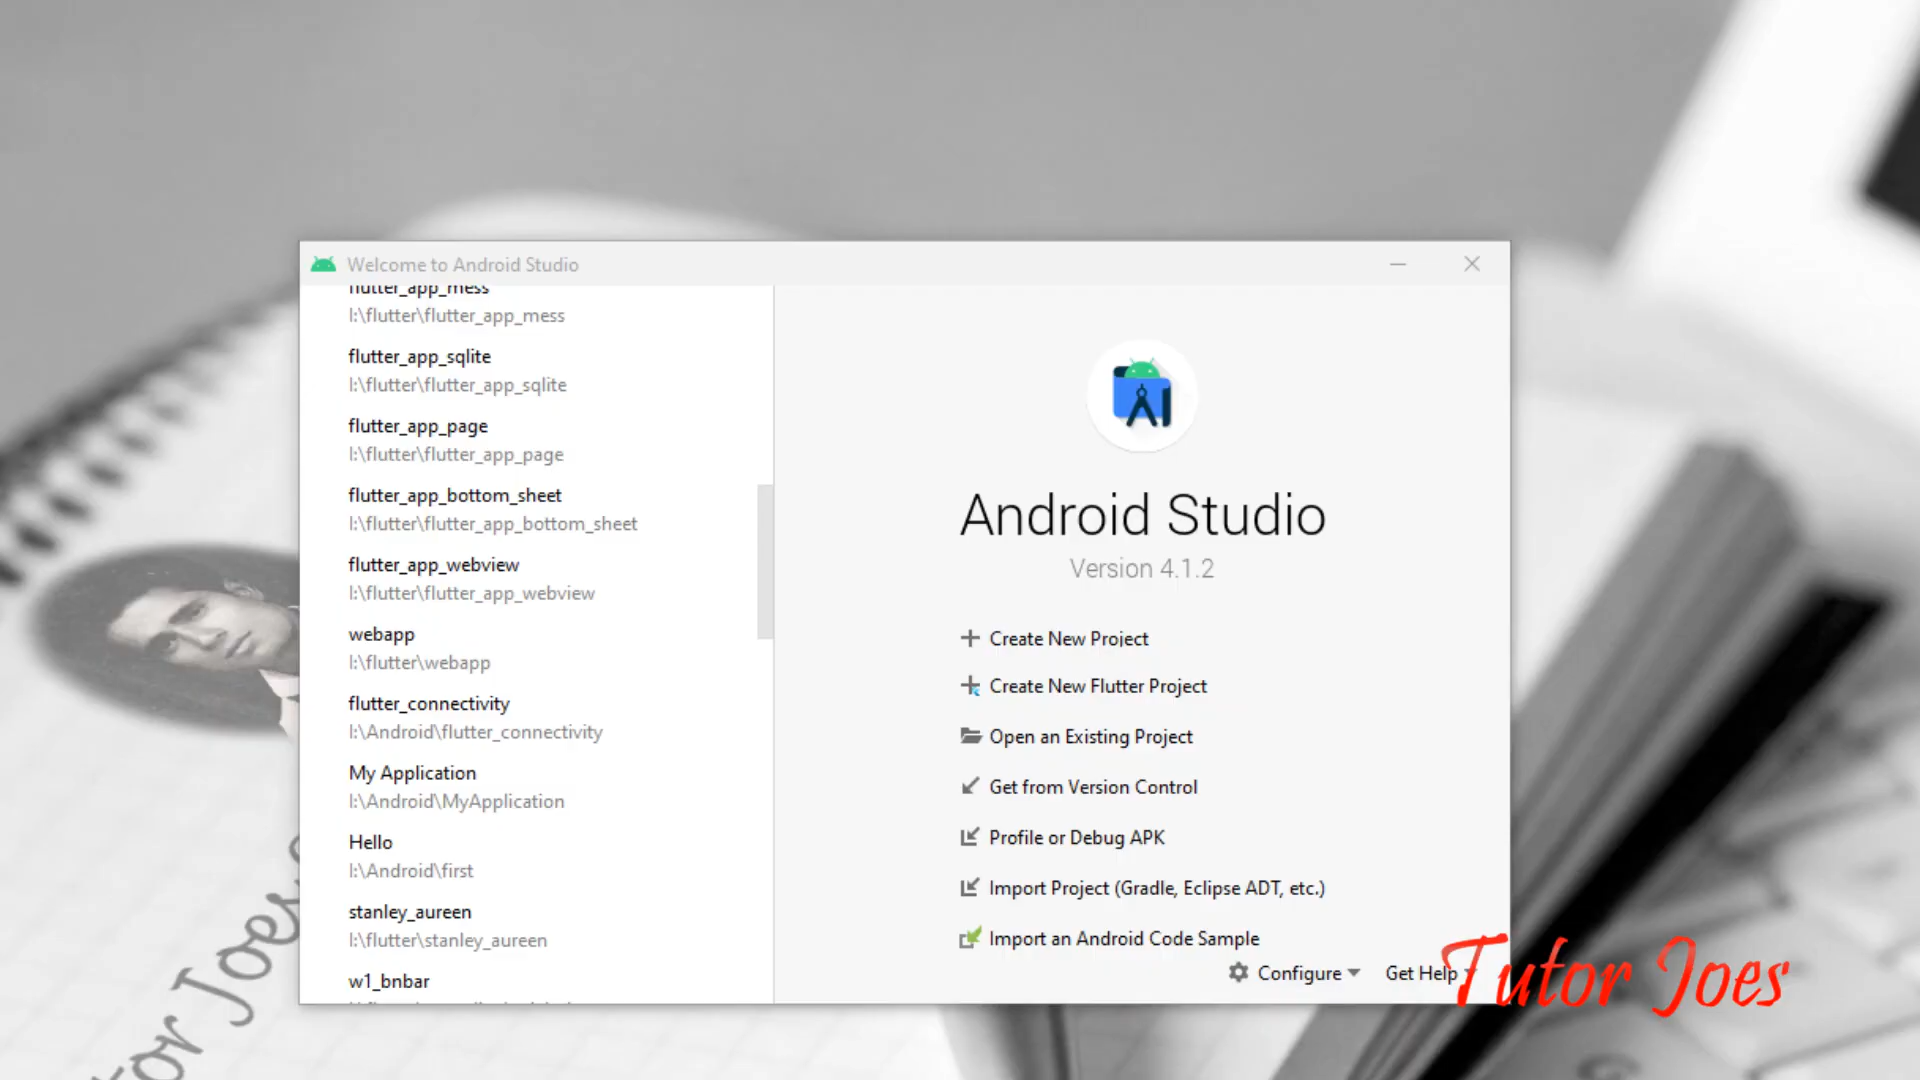 Welcome to Android Studio
flutter_app_mess
I:\flutter\flutter_app_mess
flutter_app_sqlite
I:\flutter\flutter_app_sqlite
flutter_app_page
I:\flutter\flutter_app_page
flutter_app_bottom_sheet
I:\flutter\flutter_app_bottom_sheet
flutter_app_webview
I:\flutter\flutter_app_webview
webapp
I:\flutter\webapp
flutter_connectivity
I:\Android\flutter_connectivity
My Application
I:\Android\MyApplication
Hello
I:\Android\first
stanley_aureen
I:\flutter\stanley_aureen
w1_bnbar
Android Studio
Version 4.1.2
Create New Project
Create New Flutter Project
Open an Existing Project
Get from Version Control
Profile or Debug APK
Import Project (Gradle, Eclipse ADT, etc.)
Import an Android Code Sample
Configure
Get Help
Tutor Joes
tor Joes